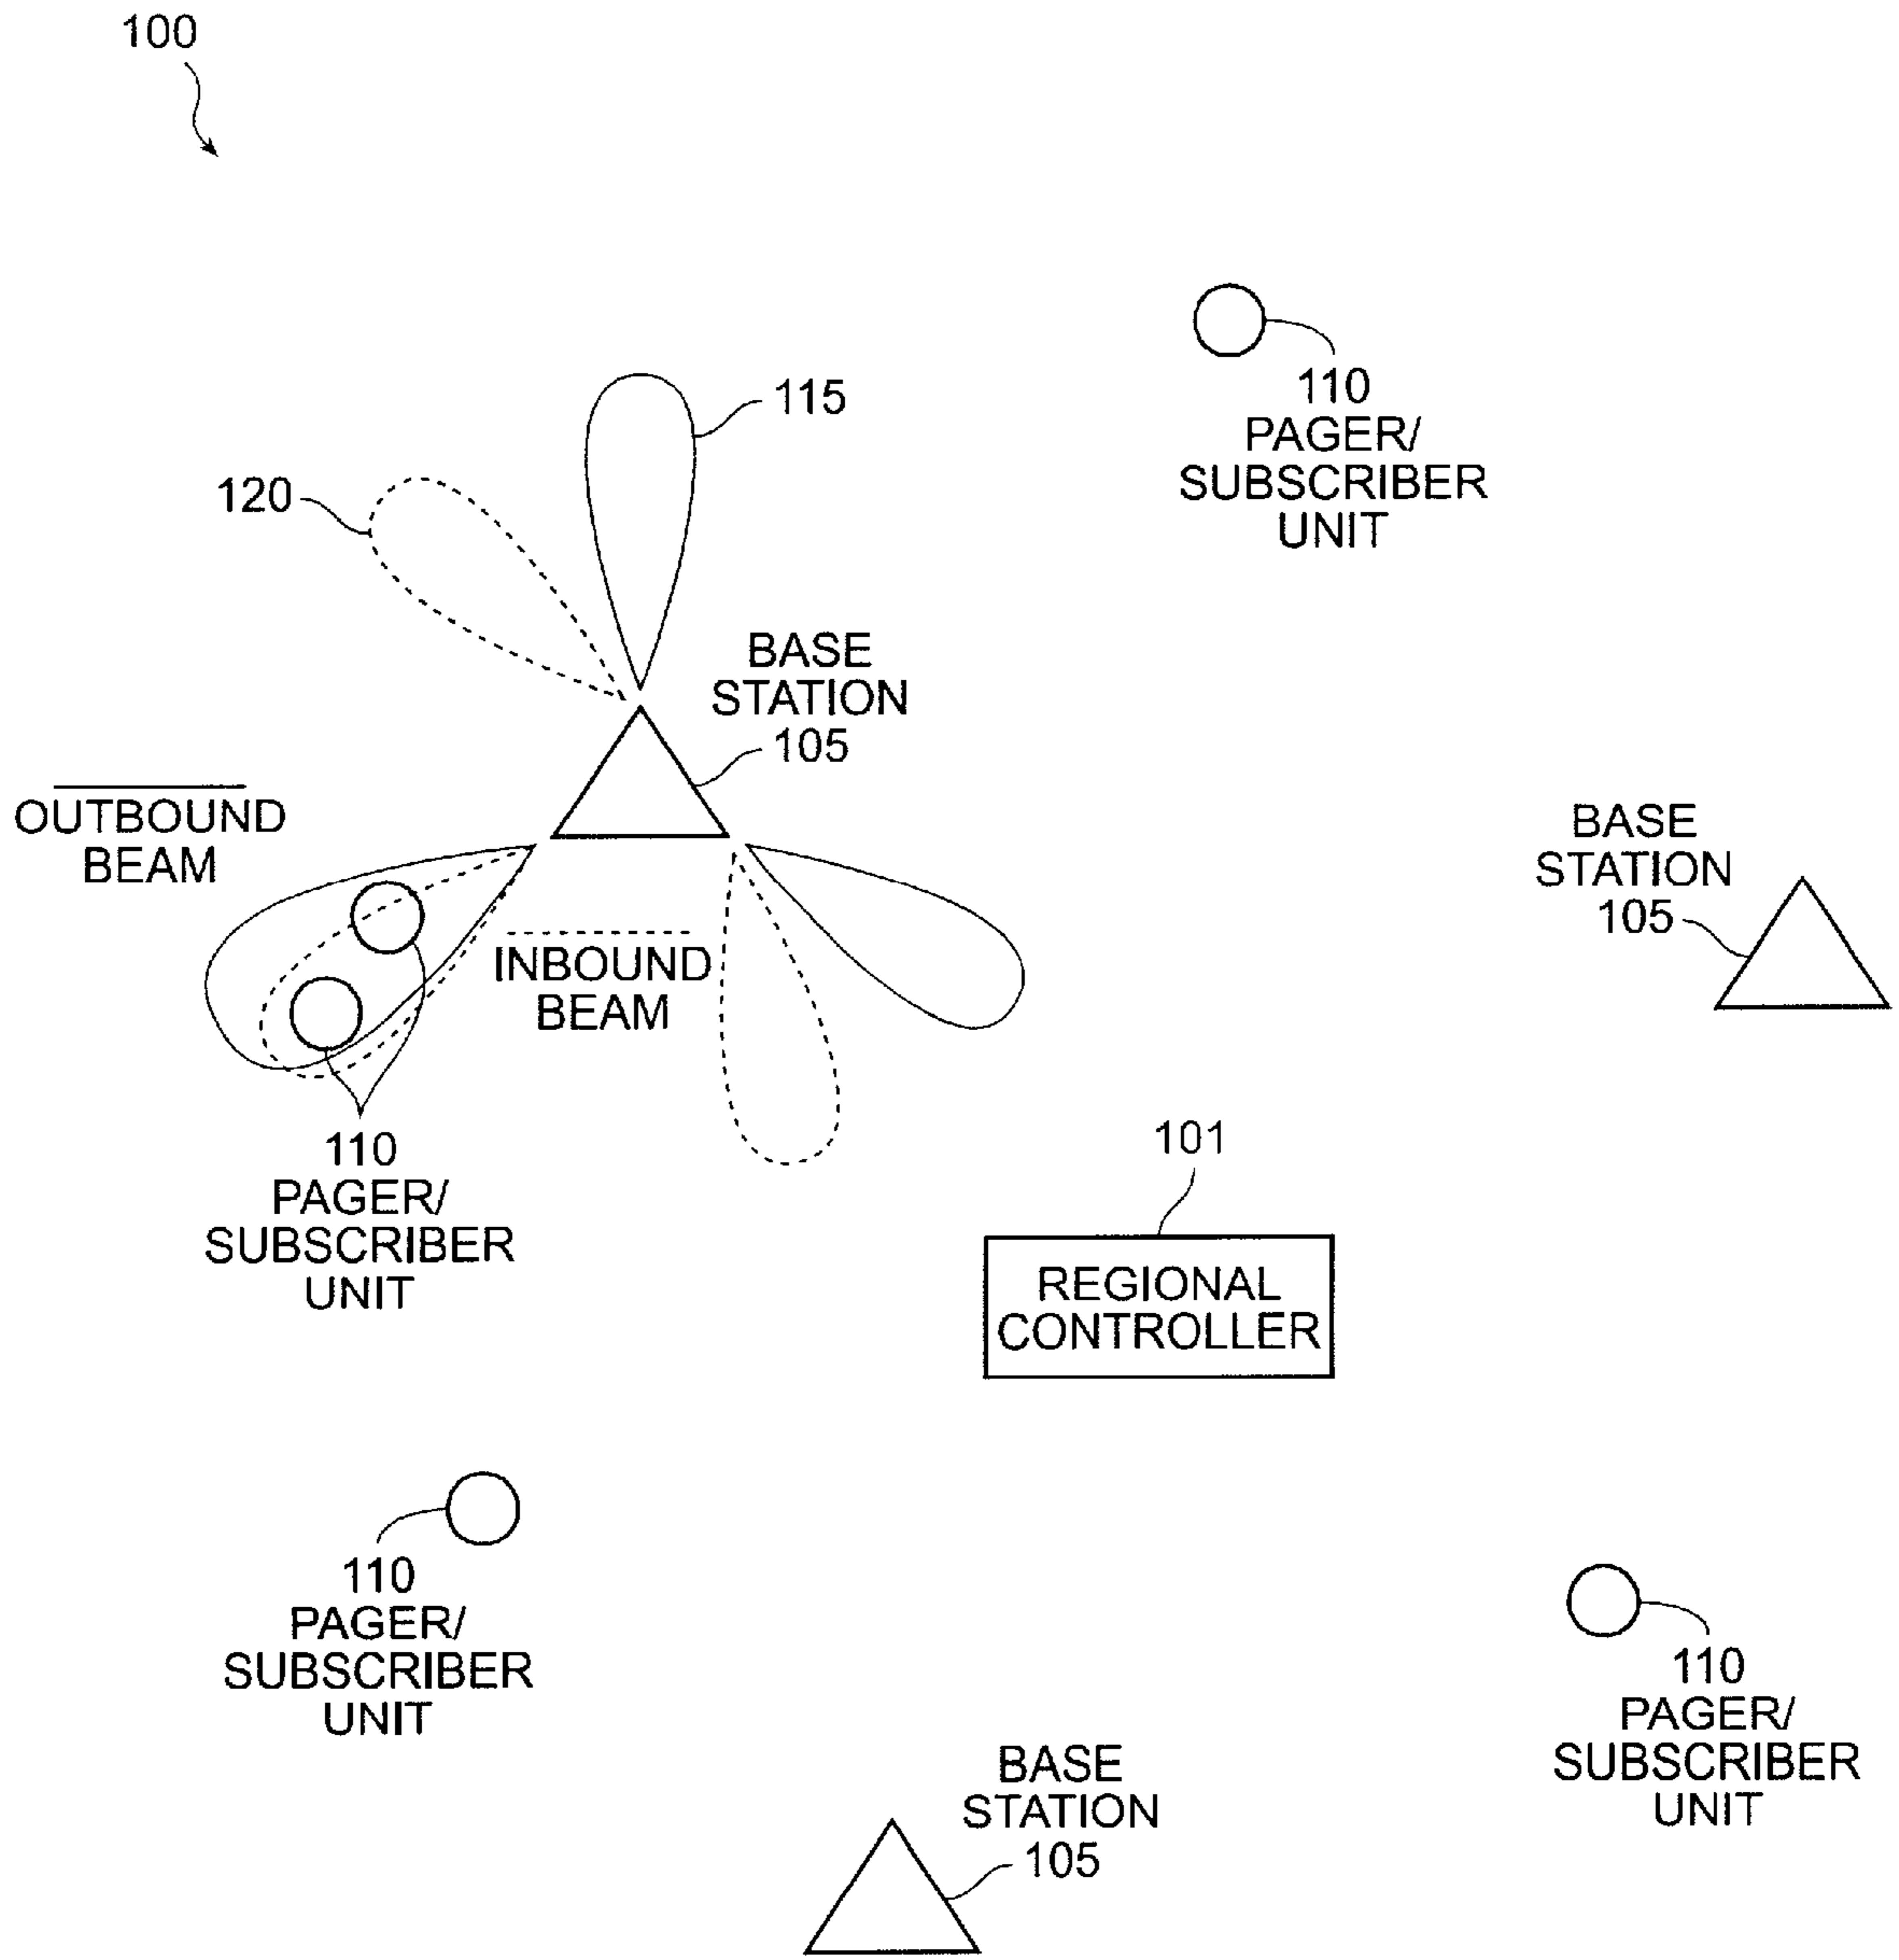 100
110
PAGER/
SUBSCRIBER
UNIT
115
120
BASE
STATION
105
OUTBOUND
BEAM
BASE
STATION
105
INBOUND
BEAM
110
PAGER/
SUBSCRIBER
UNIT
101
REGIONAL
CONTROLLER
110
PAGER/
SUBSCRIBER
UNIT
110
PAGER/
SUBSCRIBER
UNIT
BASE
STATION
105